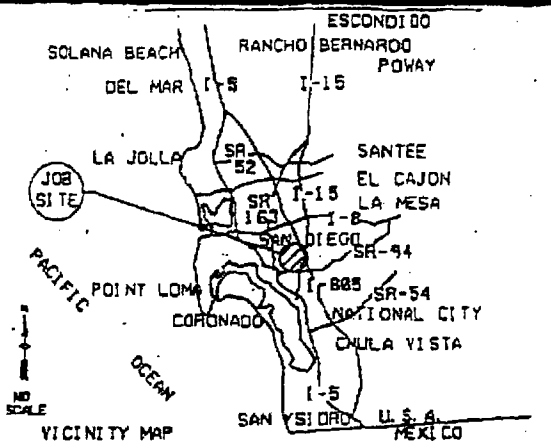 ESCONDIDO
SOLANA BEACH
RANCHO BERNARDO
POWAY
DEL MAR
I-5
I-15
LA JOLLA
SR
52
SANTEE
EL CAJON
JOB
SITE
SR
163
I-15
LA MESA
I-8
SAN DIEGO
SR-94
PACIFIC
POINT LOMA
I
805
SR-54
CORONADO
NATIONAL CITY
CHULA VISTA
OCEAN
NO
SCALE
I-5
SAN YSIDRO
U.S.A.
MEXICO
VICINITY MAP